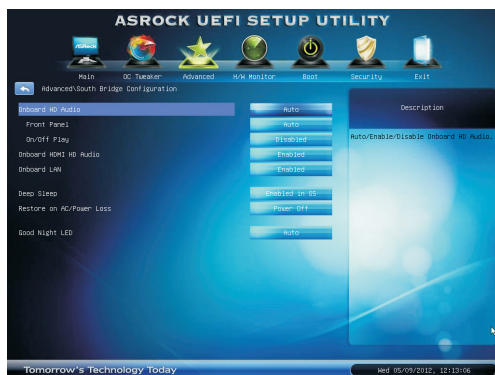 ASROCK UEFI SETUP UTILITY
ASRock
Main OC Tweaker Advanced H/W Monitor Boot Security Exit
Advanced\South Bridge Configuration
Description
Onboard HD Audio Auto
Front Panel Auto
On/Off Play Disabled
Auto/Enable/Disable Onboard HD Audio.
Onboard HDMI HD Audio Enabled
Onboard LAN Enabled
Deep Sleep Enabled in S5
Restore on AC/Power Loss Power Off
Good Night LED Auto
Tomorrow's Technology Today
Wed 05/09/2012, 12:13:06